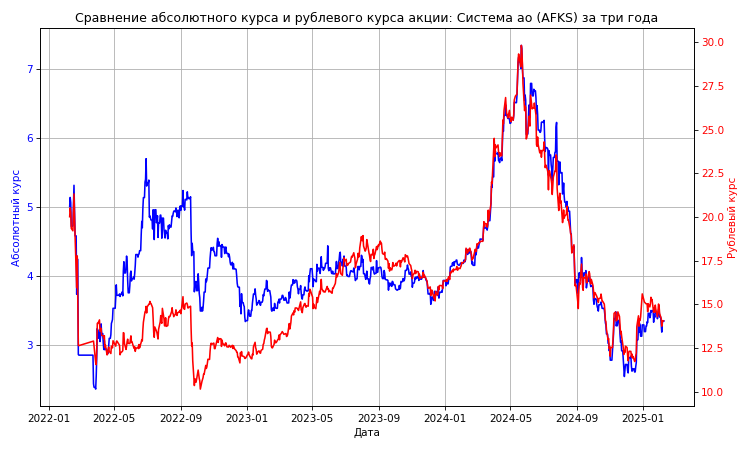 Сравнение абсолютного курса и рублевого курса акции: Система ао (AFKS) за три года
Абсолютный курс
7
6
5
4
3
30.0
27.5
25.0
22.5
20.0
17.5
15.0
12.5
10.0
Рублевый курс
2022-01 2022-05 2022-09 2023-01 2023-05 2023-09 2024-01 2024-05 2024-09 2025-01
Дата